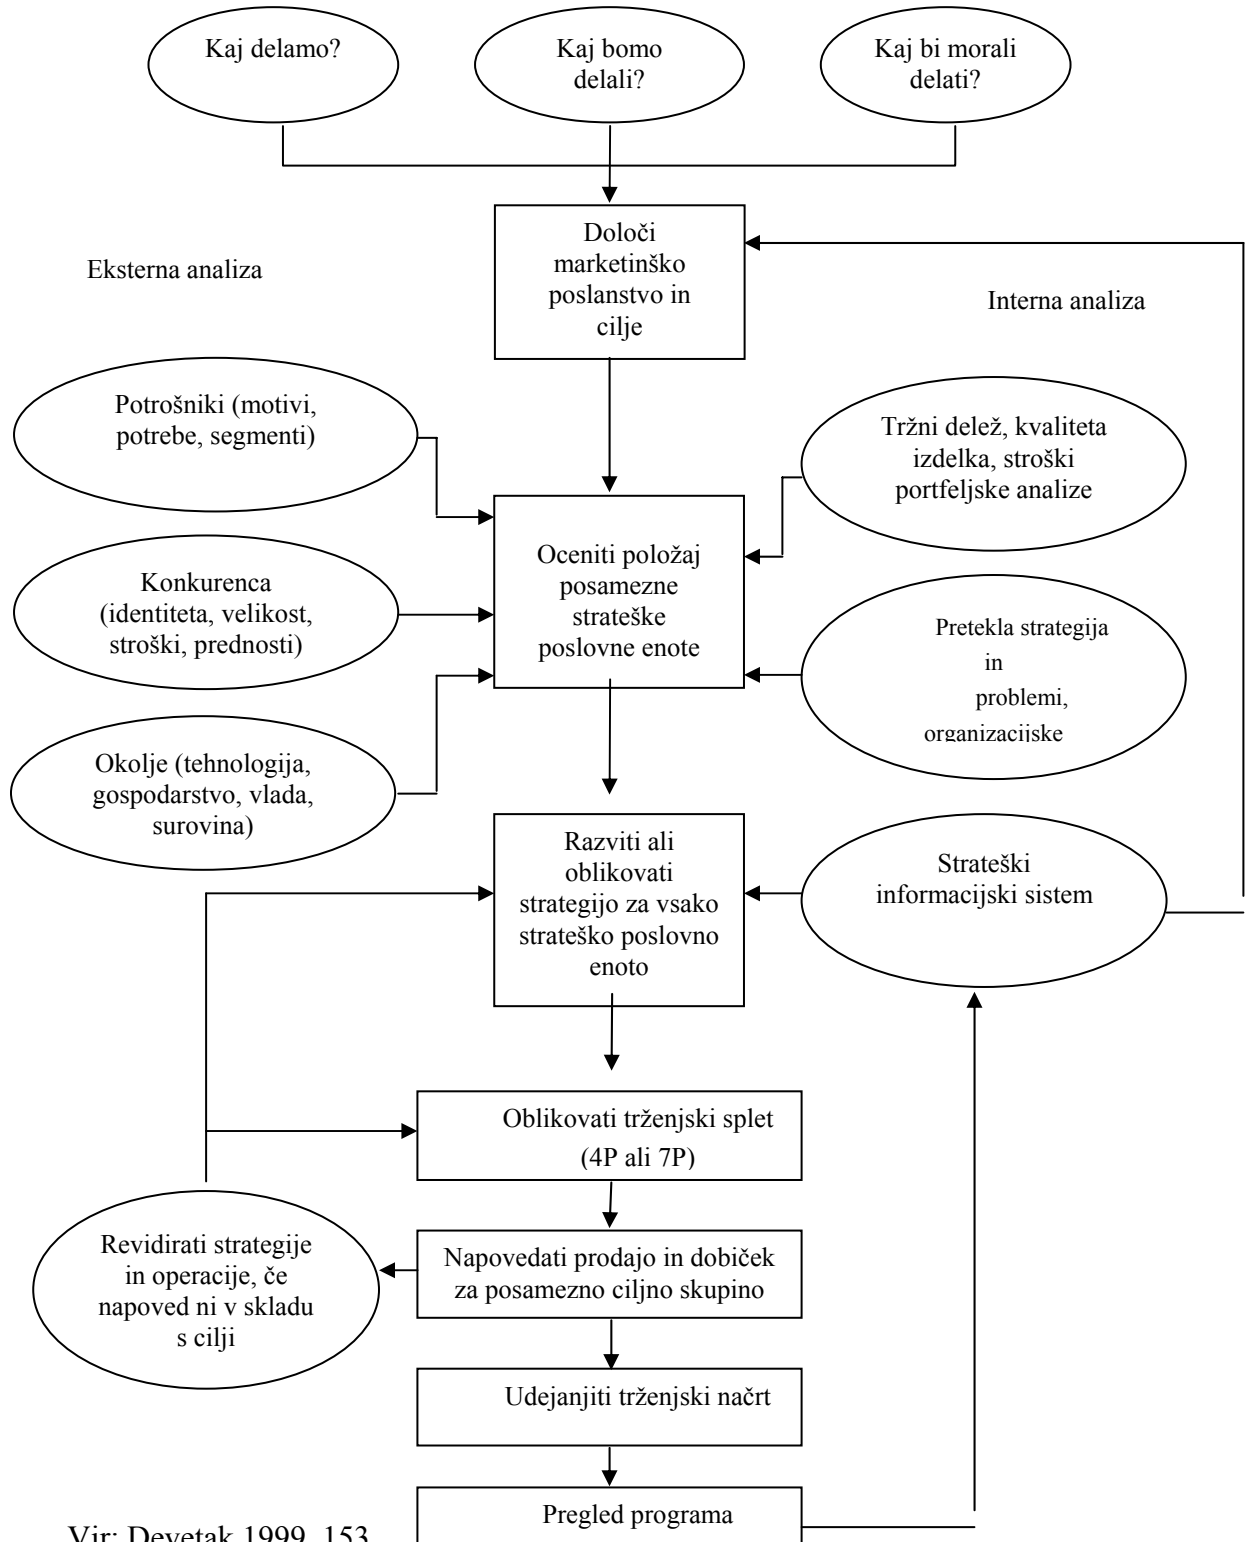 Kaj delamo?
Kaj bomo
delali?
Kaj bi morali
delati?
Določi
marketinško
poslanstvo in
cilje
Eksterna analiza
Interna analiza
Potrošniki (motivi,
potrebe, segmenti)
Tržni delež, kvaliteta
izdelka, stroški
portfeljske analize
Konkurenca
(identiteta, velikost,
stroški, prednosti)
Oceniti položaj
posamezne
strateške
poslovne enote
Pretekla strategija
in
problemi,
organizacijske
Okolje (tehnologija,
gospodarstvo, vlada,
surovina)
Razviti ali
oblikovati
strategijo za vsako
strateško poslovno
enoto
Strateški
informacijski sistem
Oblikovati trženjski splet
(4P ali 7P)
Revidirati strategije
in operacije, če
napoved ni v skladu
s cilji
Napovedati prodajo in dobiček
za posamezno ciljno skupino
Udejanjiti trženjski načrt
Pregled programa
Vir: Devetak 1999, 153